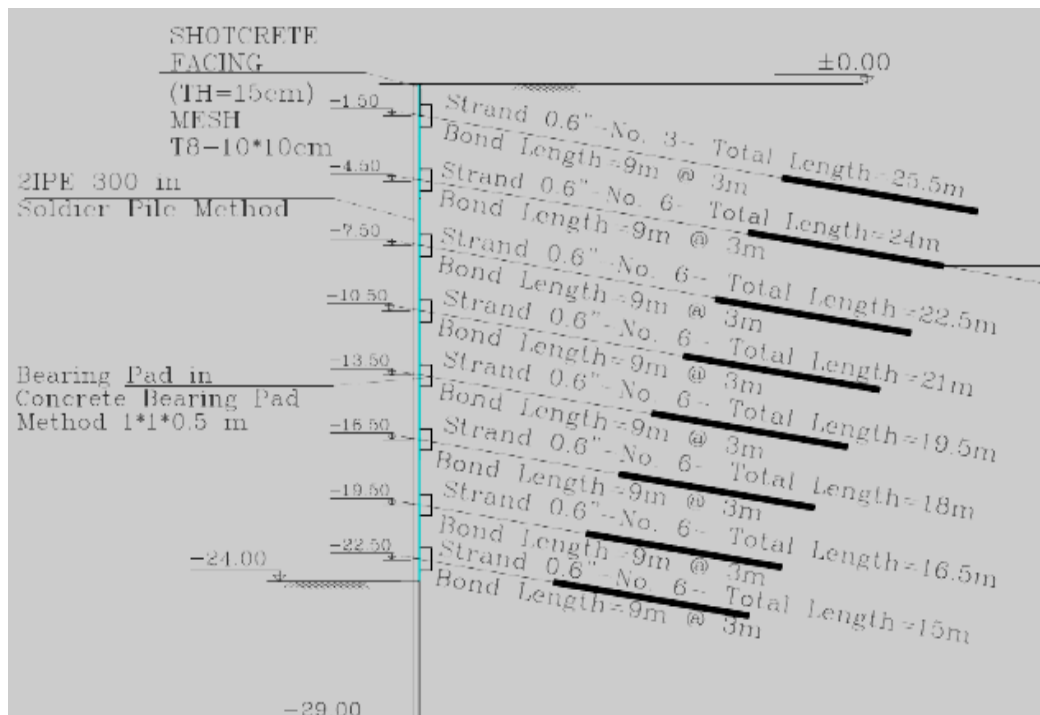 SHOTCRETE
FACING
(TH=15cm)
MESH
T8-10*10cm
±0.00
-1.50
Strand 0.6"-No. 3- Total Length=25.5m
Bond Length=9m @ 3m
-4.50
Strand 0.6"-No. 6- Total Length=24m
Bond Length=9m @ 3m
2IPE 300 in
Soldier Pile Method
-7.50
Strand 0.6"-No. 6- Total Length=22.5m
Bond Length=9m @ 3m
-10.50
Strand 0.6"-No. 6- Total Length=21m
Bond Length=9m @ 3m
-13.50
Strand 0.6"-No. 6- Total Length=19.5m
Bond Length=9m @ 3m
Bearing Pad in
Concrete Bearing Pad
Method 1*1*0.5 m
-16.50
Strand 0.6"-No. 6- Total Length=18m
Bond Length=9m @ 3m
-19.50
Strand 0.6"-No. 6- Total Length=16.5m
Bond Length=9m @ 3m
-22.50
Strand 0.6"-No. 6- Total Length=15m
Bond Length=9m @ 3m
-24.00
-29.00